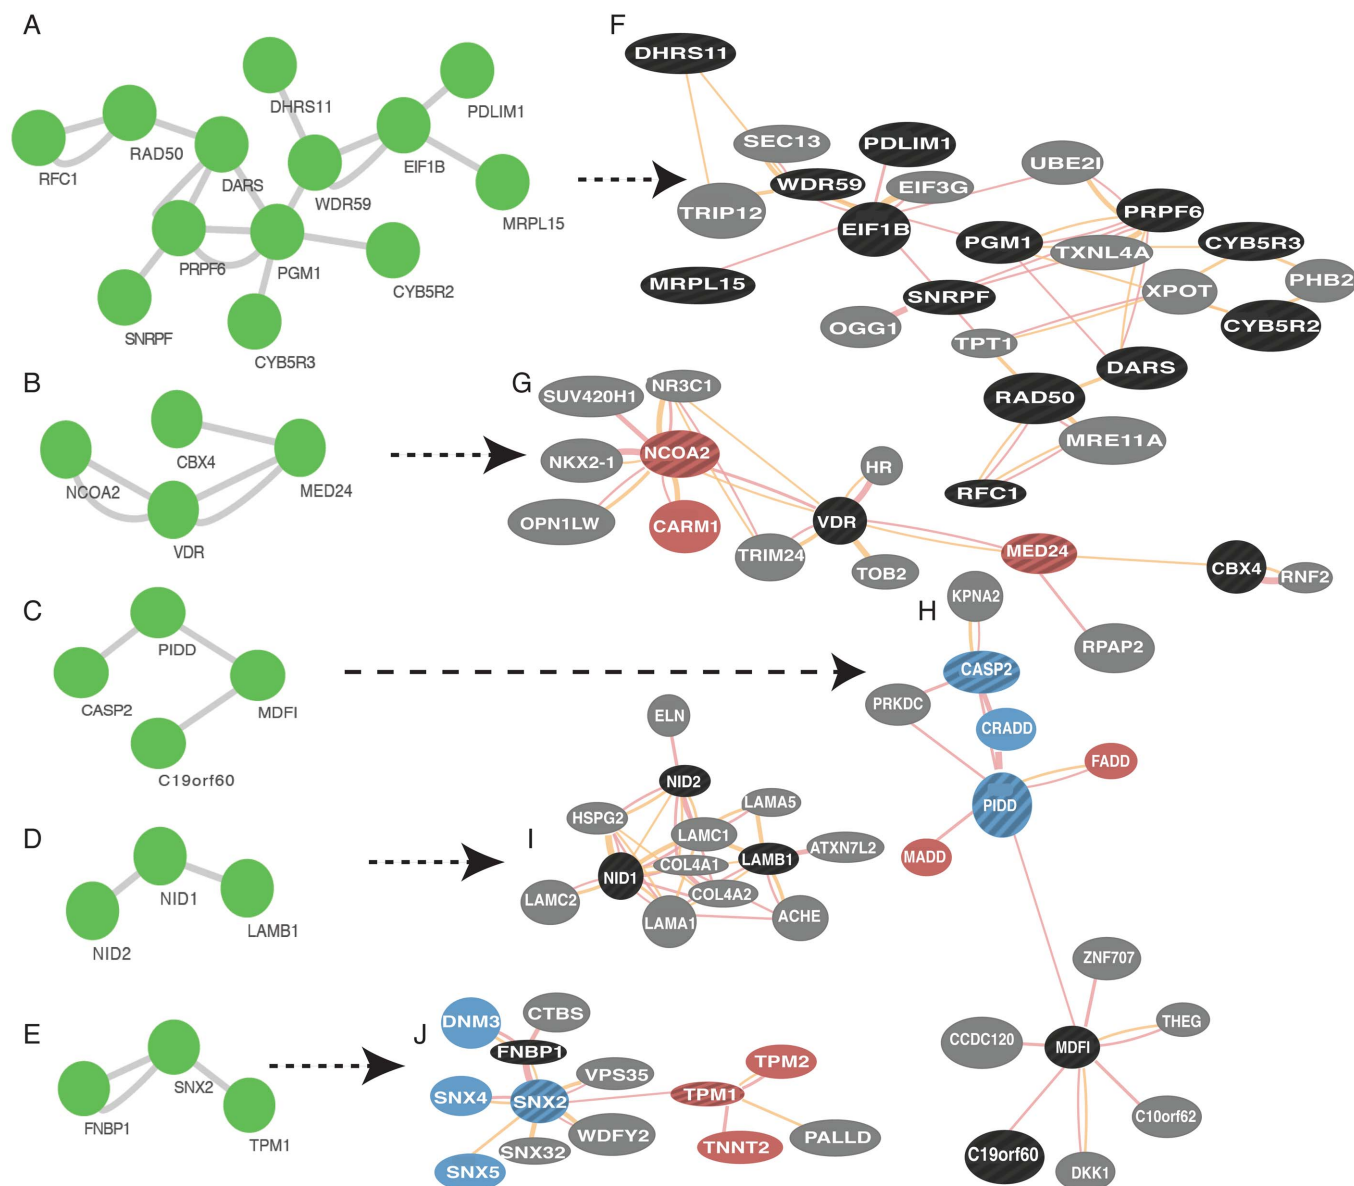 A
DHRS11
PDLIM1
RAD50
RFC1
EIF1B
DARS
WDR59
MRPL15
PRPF6
PGM1
CYB5R2
SNRPF
CYB5R3
F
DHRS11
SEC13
PDLIM1
UBE2I
WDR59
EIF3G
TRIP12
PRPF6
EIF1B
PGM1
CYB5R3
TXNL4A
MRPL15
SNRPF
XPOT
PHB2
OGG1
CYB5R2
TPT1
DARS
RAD50
MRE11A
RFC1
B
CBX4
NCOA2
MED24
VDR
G
SUV420H1
NR3C1
NKX2-1
NCOA2
HR
OPN1LW
CARM1
VDR
TRIM24
TOB2
MED24
CBX4
RNF2
RPAP2
C
PIDD
CASP2
MDFI
C19orf60
H
KPNA2
CASP2
PRKDC
CRADD
FADD
PIDD
MADD
ZNF707
THEG
CCDC120
MDFI
C10orf62
C19orf60
DKK1
D
NID1
LAMB1
NID2
I
ELN
NID2
LAMA5
HSPG2
LAMC1
ATXN7L2
COL4A1
LAMB1
NID1
COL4A2
LAMC2
LAMA1
ACHE
E
SNX2
FNBP1
TPM1
J
DNM3
CTBS
FNBP1
VPS35
TPM2
SNX4
SNX2
TPM1
WDFY2
SNX32
TNNT2
PALLD
SNX5